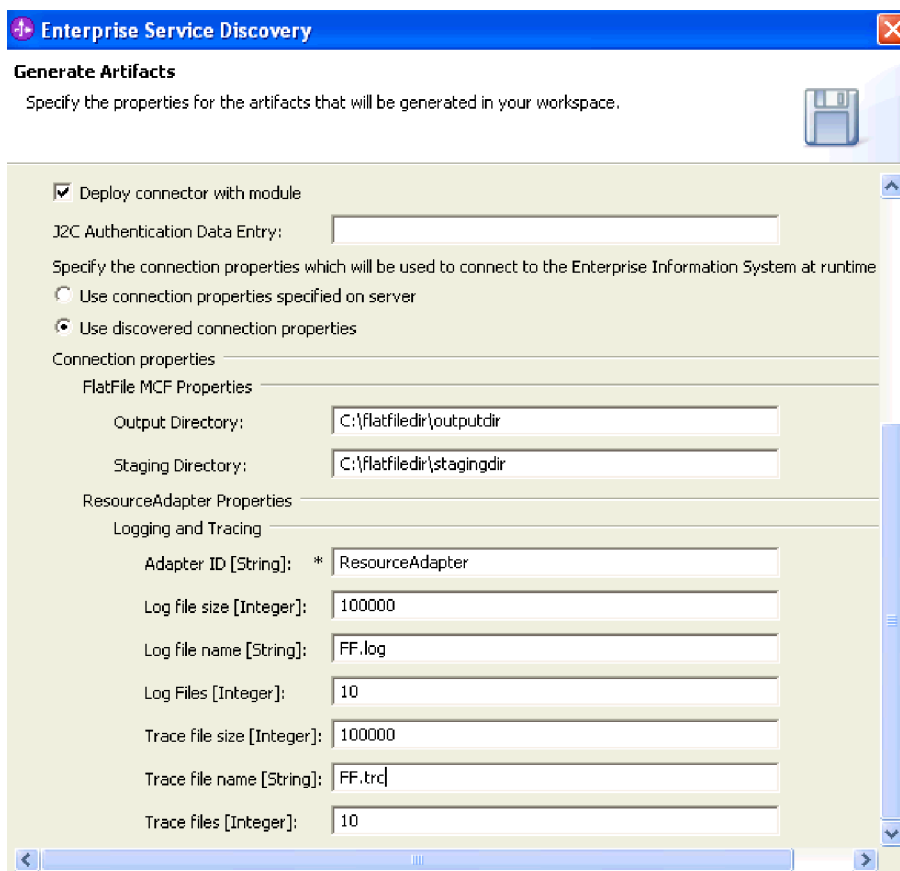 Enterprise Service Discovery
Generate Artifacts
Specify the properties for the artifacts that will be generated in your workspace.
Deploy connector with module
J2C Authentication Data Entry:
Specify the connection properties which will be used to connect to the Enterprise Information System at runtime
Use connection properties specified on server
Use discovered connection properties
Connection properties
FlatFile MCF Properties
Output Directory: C:\flatfiledir\outputdir
Staging Directory: C:\flatfiledir\stagingdir
ResourceAdapter Properties
Logging and Tracing
Adapter ID [String]: * ResourceAdapter
Log file size [Integer]: 100000
Log file name [String]: FF.log
Log Files [Integer]: 10
Trace file size [Integer]: 100000
Trace file name [String]: FF.trc
Trace files [Integer]: 10